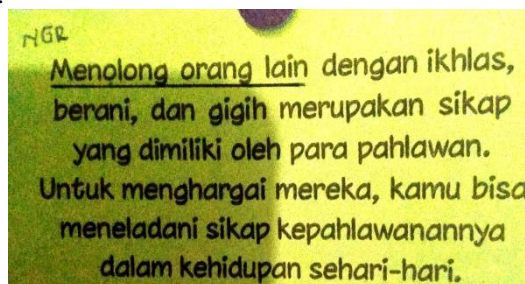 NGR
Menolong orang lain dengan ikhlas,
berani, dan gigih merupakan sikap
yang dimiliki oleh para pahlawan.
Untuk menghargai mereka, kamu bisa
meneladani sikap kepahlawanannya
dalam kehidupan sehari-hari.